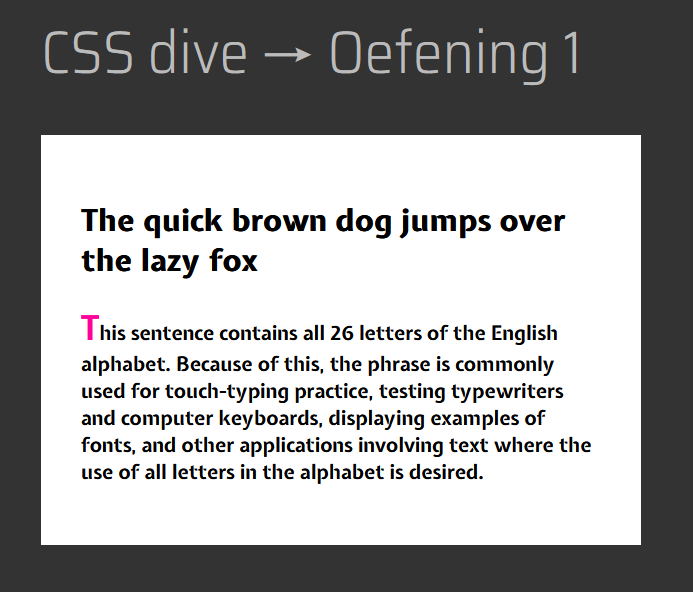 CSS dive → Oefening 1
The quick brown dog jumps over
the lazy fox
This sentence contains all 26 letters of the English
alphabet. Because of this, the phrase is commonly
used for touch-typing practice, testing typewriters
and computer keyboards, displaying examples of
fonts, and other applications involving text where the
use of all letters in the alphabet is desired.